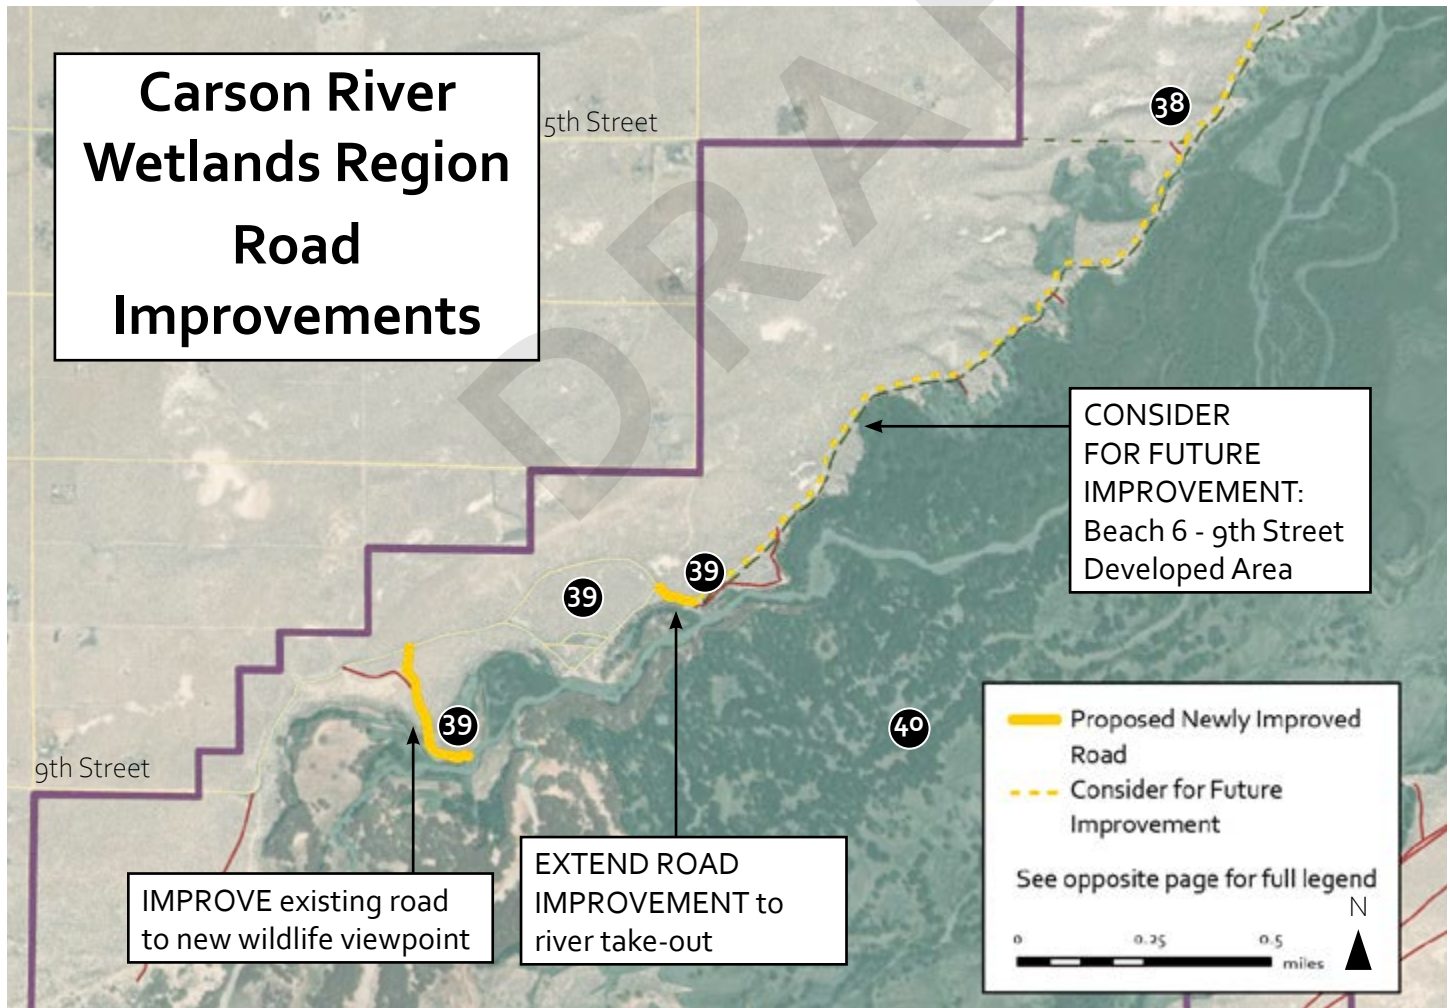 Carson River
Wetlands Region
Road
Improvements
5th Street
38
CONSIDER
FOR FUTURE
IMPROVEMENT:
Beach 6 - 9th Street
Developed Area
39
39
39
40
9th Street
IMPROVE existing road
to new wildlife viewpoint
EXTEND ROAD
IMPROVEMENT to
river take-out
Proposed Newly Improved
Road
Consider for Future
Improvement
See opposite page for full legend
N
0 0.25 0.5
miles
DRAF